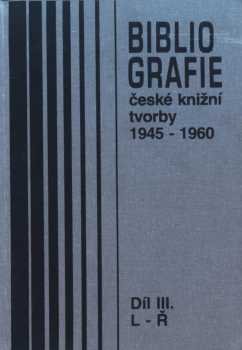 BIBLIO
GRAFIE
české knižní
tvorby
1945 - 1960
Díl III.
L - Ř